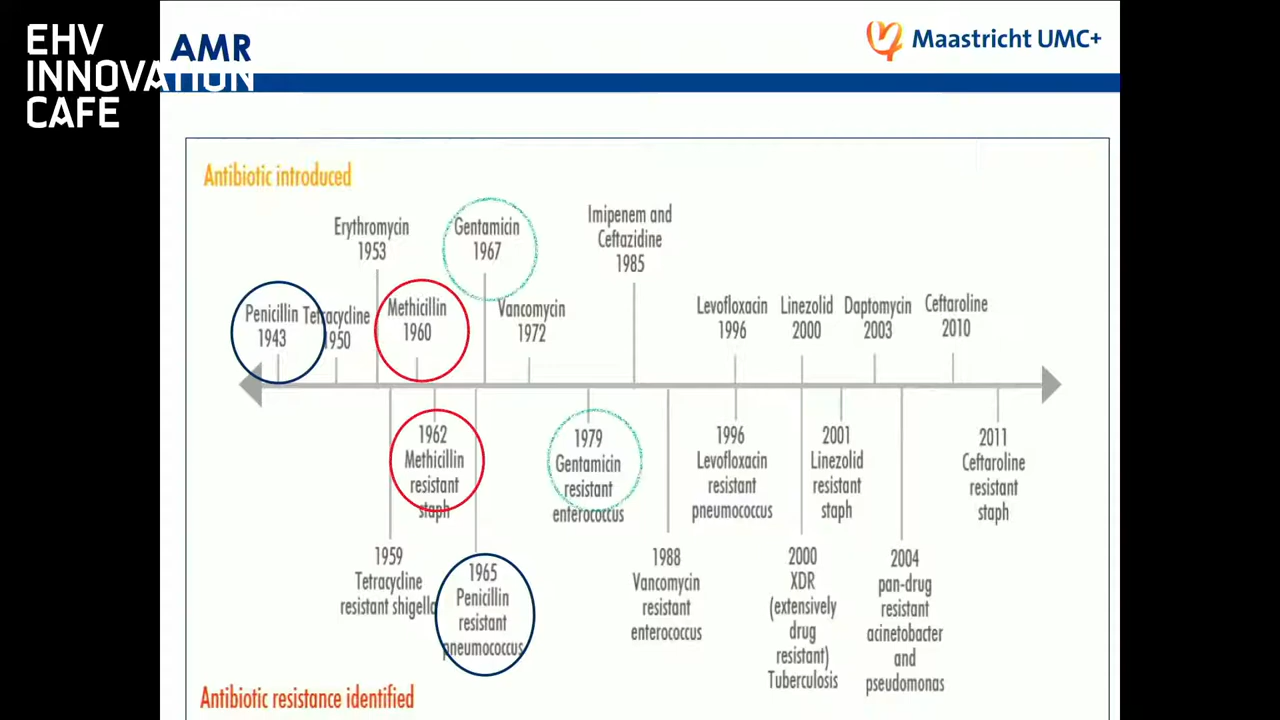 EHV
INNOVATION
CAFE
AMR
Maastricht UMC+
Antibiotic introduced
Erythromycin
1953
Gentamicin
1967
Imipenem and
Ceftazidine
1985
Penicillin
1943
Tetracycline
1950
Methicillin
1960
Vancomycin
1972
Levofloxacin
1996
Linezolid
2000
Daptomycin
2003
Ceftaroline
2010
1962
Methicillin
resistant
staph
1979
Gentamicin
resistant
enterococcus
1996
Levofloxacin
resistant
pneumococcus
2001
Linezolid
resistant
staph
2011
Ceftaroline
resistant
staph
1959
Tetracycline
resistant shigella
1965
Penicillin
resistant
pneumococcus
1988
Vancomycin
resistant
enterococcus
2000
XDR
(extensively
drug
resistant)
Tuberculosis
2004
pan-drug
resistant
acinetobacter
and
pseudomonas
Antibiotic resistance identified